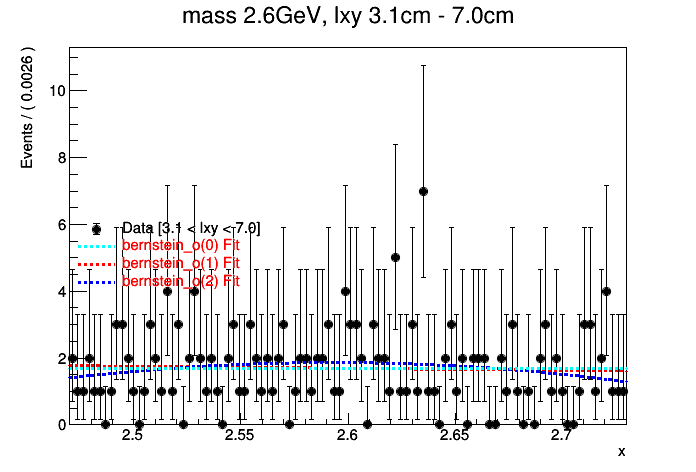 mass 2.6GeV, lxy 3.1cm - 7.0cm
Events / ( 0.0026 )
10
8
6
4
2
0
Data [3.1 < lxy < 7.0]
bernstein_o(0) Fit
bernstein_o(1) Fit
bernstein_o(2) Fit
2.5 2.55 2.6 2.65 2.7
x